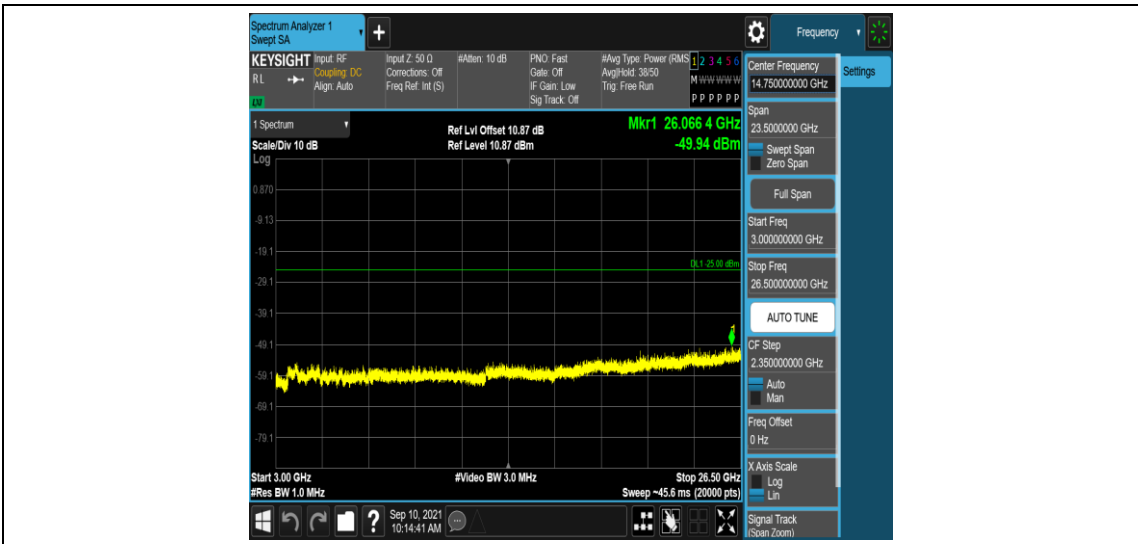 Spectrum Analyzer 1
Swept SA
+
Frequency
KEYSIGHT
RL
LXI
Input: RF
Coupling: DC
Align: Auto
Input Z: 50 Ω
Corrections: Off
Freq Ref: Int (S)
#Atten: 10 dB
PNO: Fast
Gate: Off
IF Gain: Low
Sig Track: Off
#Avg Type: Power (RMS
Avg|Hold: 38/50
Trig: Free Run
1 2 3 4 5 6
M W W W W W
P P P P P P
1 Spectrum
Scale/Div 10 dB
Ref Lvl Offset 10.87 dB
Ref Level 10.87 dBm
Mkr1 26.066 4 GHz
-49.94 dBm
Log
0.870
-9.13
-19.1
-29.1
-39.1
-49.1
-59.1
-69.1
-79.1
DL1 -25.00 dBm
1
Start 3.00 GHz
#Res BW 1.0 MHz
#Video BW 3.0 MHz
Stop 26.50 GHz
Sweep ~45.6 ms (20000 pts)
Sep 10, 2021
10:14:41 AM
?
Center Frequency
14.750000000 GHz
Settings
Span
23.5000000 GHz
Swept Span
Zero Span
Full Span
Start Freq
3.000000000 GHz
Stop Freq
26.500000000 GHz
AUTO TUNE
CF Step
2.350000000 GHz
Auto
Man
Freq Offset
0 Hz
X Axis Scale
Log
Lin
Signal Track
(Span Zoom)